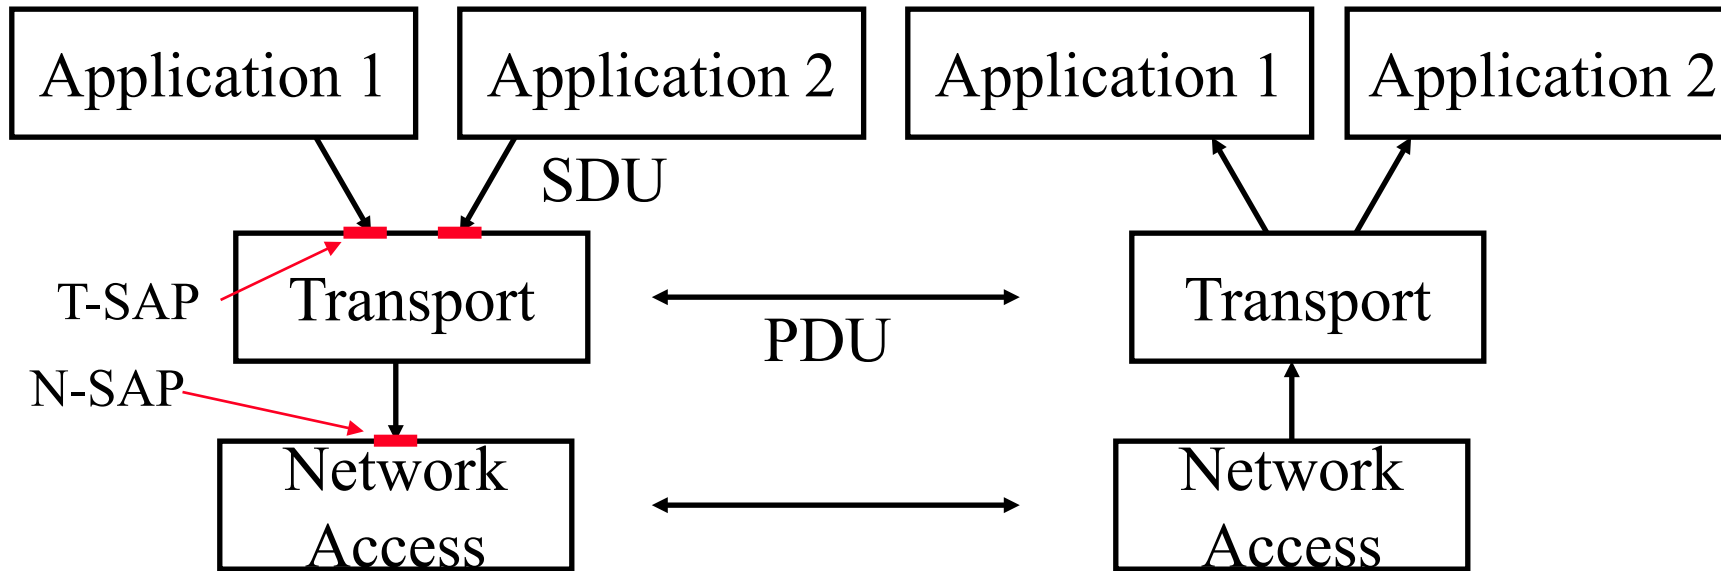 Application 1
Application 2
Application 1
Application 2
SDU
T-SAP
Transport
PDU
Transport
N-SAP
Network
Access
Network
Access